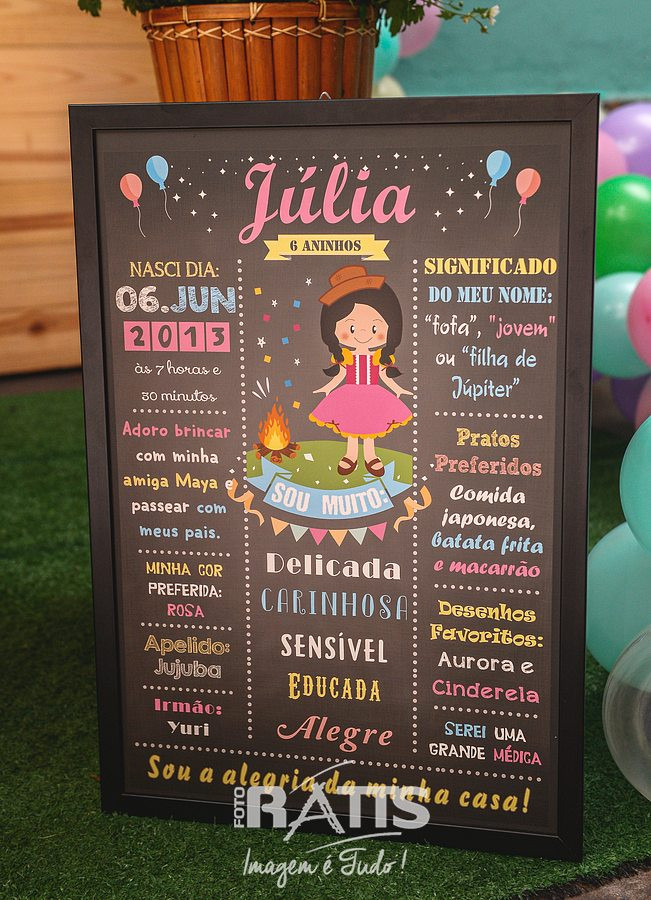 Júlia
6 ANINHOS
NASCI DIA:
06.JUN
2013
às 7 horas e
30 minutos
Adoro brincar
com minha
amiga Maya e
passear com
meus pais.
MINHA COR
PREFERIDA:
ROSA
Apelido:
Jujuba
Irmão:
Yuri
SOU MUITO:
Delicada
CARINHOSA
SENSÍVEL
EDUCADA
Alegre
SIGNIFICADO
DO MEU NOME:
“fofa”, "jovem"
ou “filha de
Júpiter”
Pratos
Preferidos
Comida
japonesa,
batata frita
e macarrão
Desenhos
Favoritos:
Aurora e
Cinderela
SEREI UMA
GRANDE MÉDICA
Sou a alegria da minha casa!
FOTO RATIS
Imagem é Tudo!